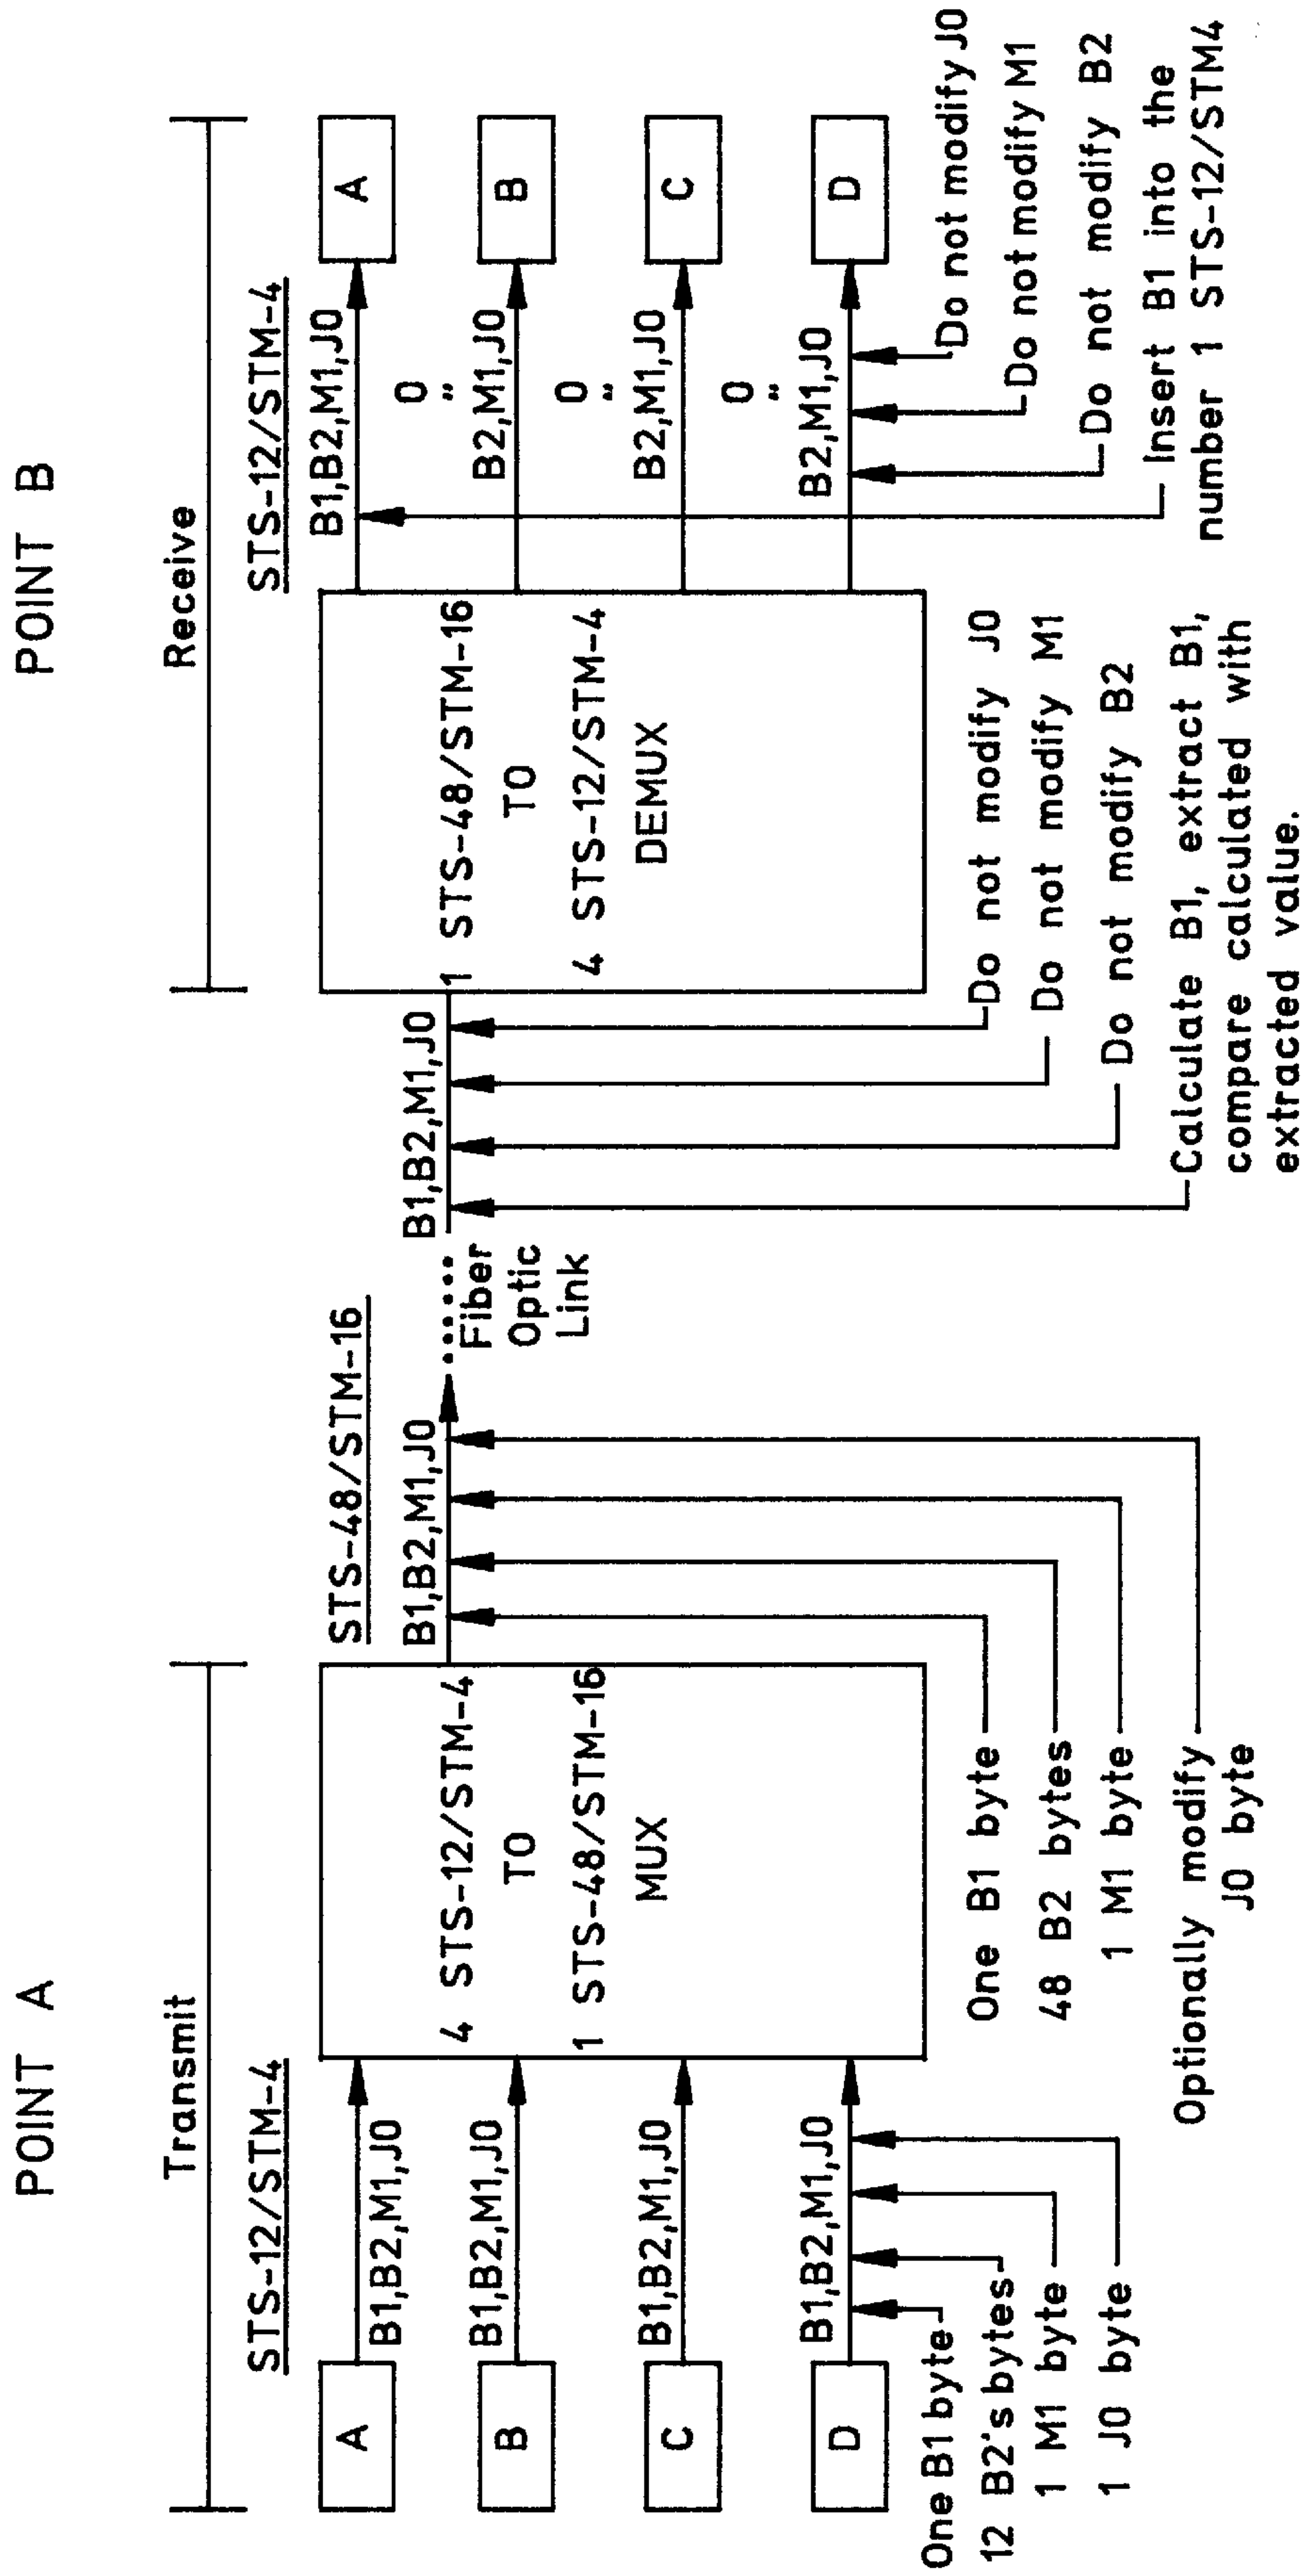 POINT A
POINT B
Transmit
Receive
STS-12/STM-4
STS-48/STM-16
STS-12/STM-4
A
B1,B2,M1,J0
B
B1,B2,M1,J0
C
B1,B2,M1,J0
D
B1,B2,M1,J0
One B1 byte
12 B2's bytes
1 M1 byte
1 J0 byte
4 STS-12/STM-4
TO
1 STS-48/STM-16
MUX
B1,B2,M1,J0
One B1 byte
48 B2 bytes
1 M1 byte
Optionally modify
J0 byte
Fiber
Optic
Link
B1,B2,M1,J0
1 STS-48/STM-16
TO
4 STS-12/STM-4
DEMUX
Do not modify J0
Do not modify M1
Do not modify B2
Calculate B1, extract B1,
compare calculated with
extracted value.
B1,B2,M1,J0
A
0
"
B2,M1,J0
B
0
"
B2,M1,J0
C
0
"
B2,M1,J0
D
Do not modify J0
Do not modify M1
Do not modify B2
Insert B1 into the
number 1 STS-12/STM4